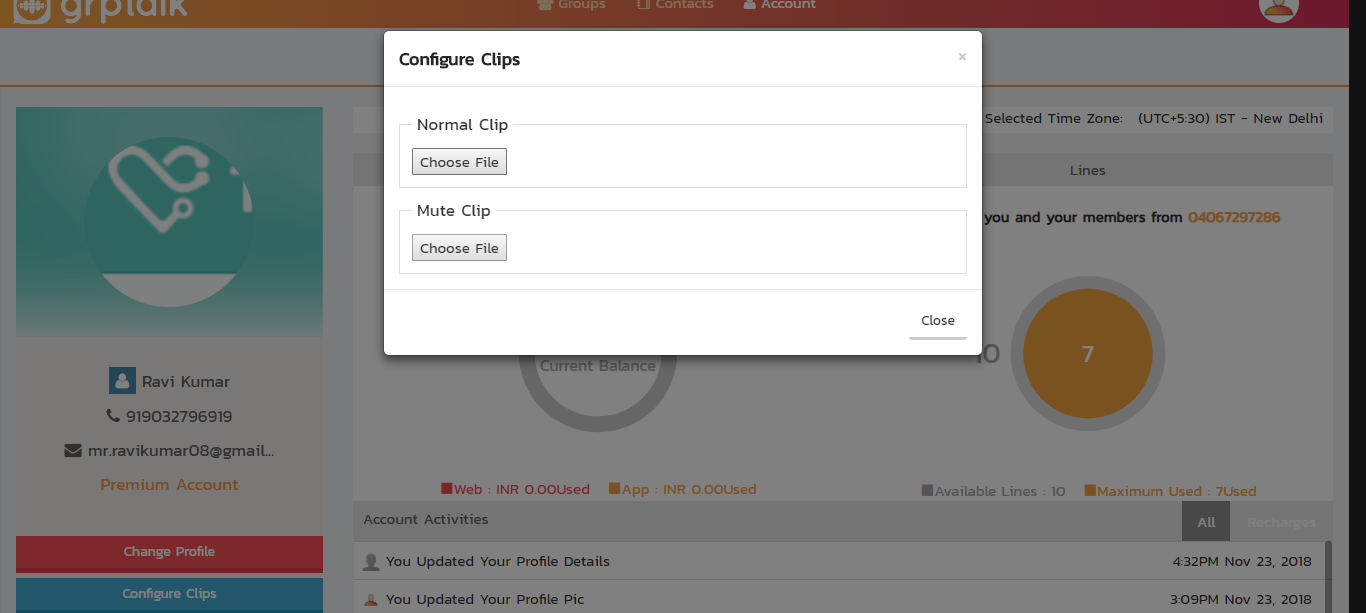 grptalk
Groups Contacts Account
Configure Clips ×
Normal Clip
Choose File
Mute Clip
Choose File
Close
Selected Time Zone: (UTC+5:30) IST - New Delhi
Lines
you and your members from 04067297286
10
7
Current Balance
Ravi Kumar
919032796919
mr.ravikumar08@gmail...
Premium Account
Change Profile
Configure Clips
Web : INR 0.00Used App : INR 0.00Used
Available Lines : 10 Maximum Used : 7Used
Account Activities All Recharges
You Updated Your Profile Details 4:32PM Nov 23, 2018
You Updated Your Profile Pic 3:09PM Nov 23, 2018